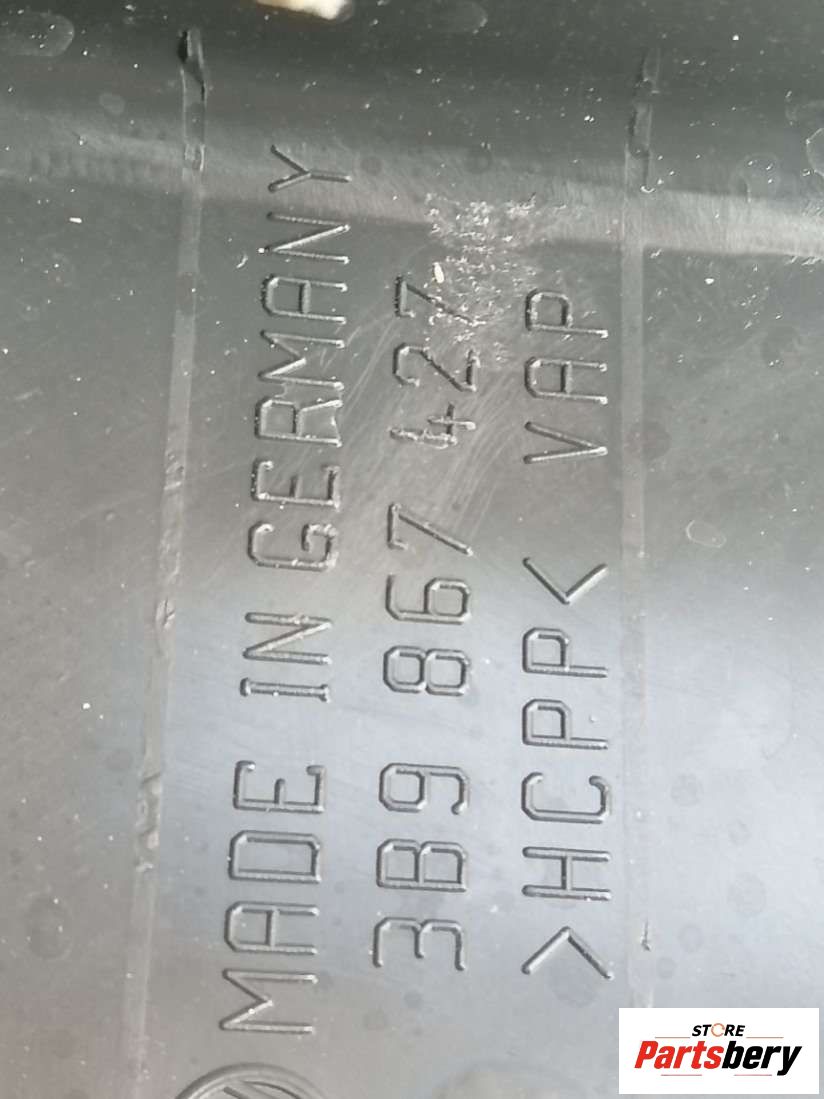 MADE IN GERMANY
3B9 867 427
>HCPP< VAP
STORE
Partsbery